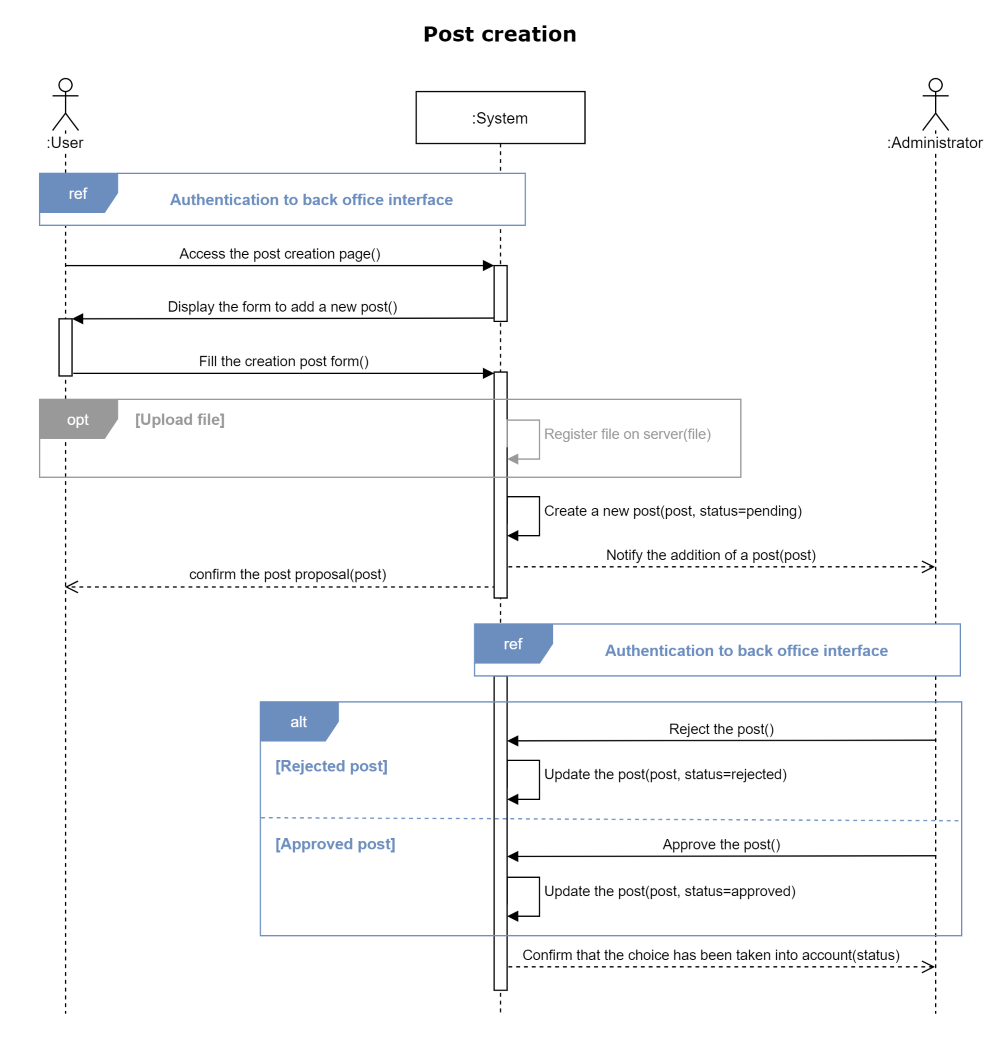 Post creation
:User
:System
:Administrator
ref
Authentication to back office interface
Access the post creation page()
Display the form to add a new post()
Fill the creation post form()
opt
[Upload file]
Register file on server(file)
Create a new post(post, status=pending)
Notify the addition of a post(post)
confirm the post proposal(post)
ref
Authentication to back office interface
alt
Reject the post()
[Rejected post]
Update the post(post, status=rejected)
[Approved post]
Approve the post()
Update the post(post, status=approved)
Confirm that the choice has been taken into account(status)